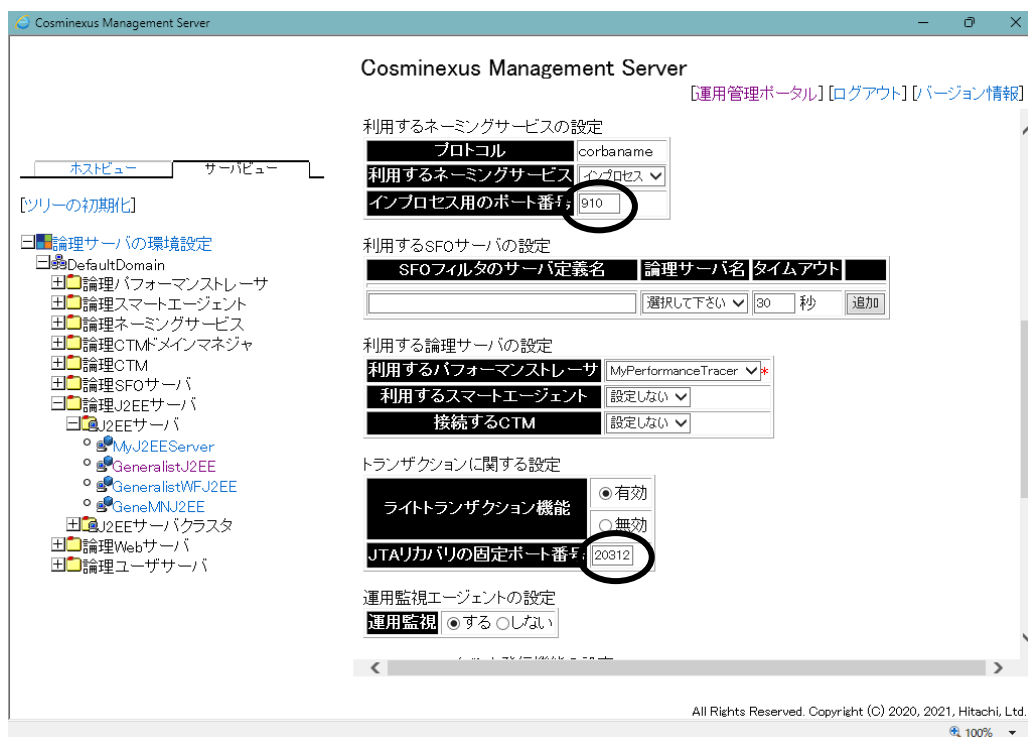 Cosminexus Management Server
Cosminexus Management Server
[運用管理ポータル] [ログアウト] [バージョン情報]
ホストビュー サーバビュー
[ツリーの初期化]
論理サーバの環境設定
DefaultDomain
論理パフォーマンストレーサ
論理スマートエージェント
論理ネーミングサービス
論理CTMドメインマネジャ
論理CTM
論理SFOサーバ
論理J2EEサーバ
J2EEサーバ
MyJ2EEServer
GeneralistJ2EE
GeneralistWFJ2EE
GeneMNJ2EE
J2EEサーバクラスタ
論理Webサーバ
論理ユーザサーバ
利用するネーミングサービスの設定
プロトコル corbaname
利用するネーミングサービス インプロセス
インプロセス用のポート番号 910
利用するSFOサーバの設定
SFOフィルタのサーバ定義名 論理サーバ名 タイムアウト
選択して下さい 30 秒 追加
利用する論理サーバの設定
利用するパフォーマンストレーサ MyPerformanceTracer *
利用するスマートエージェント 設定しない
接続するCTM 設定しない
トランザクションに関する設定
ライトトランザクション機能 有効
無効
JTAリカバリの固定ポート番号 20312
運用監視エージェントの設定
運用監視 する しない
All Rights Reserved. Copyright (C) 2020, 2021, Hitachi, Ltd.
100%